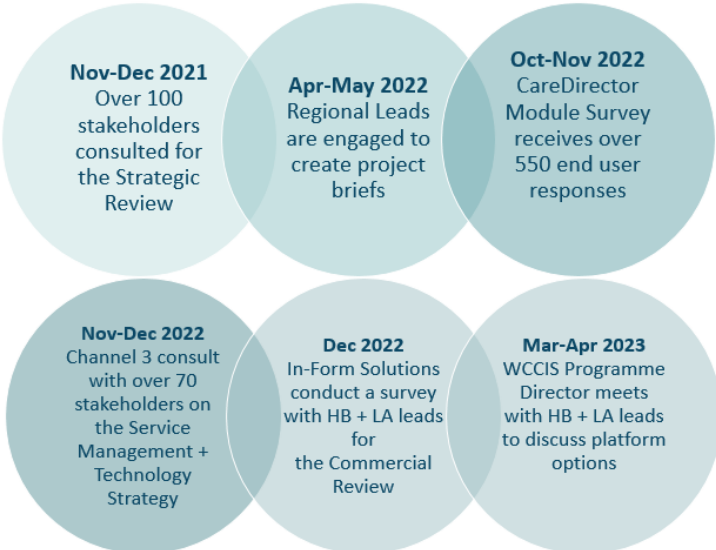 Nov-Dec 2021
Over 100
stakeholders
consulted for
the Strategic
Review
Apr-May 2022
Regional Leads
are engaged to
create project
briefs
Oct-Nov 2022
CareDirector
Module Survey
receives over
550 end user
responses
Nov-Dec 2022
Channel 3 consult
with over 70
stakeholders on
the Service
Management +
Technology
Strategy
Dec 2022
In-Form Solutions
conduct a survey
with HB + LA leads
for
the Commercial
Review
Mar-Apr 2023
WCCIS Programme
Director meets
with HB + LA leads
to discuss platform
options